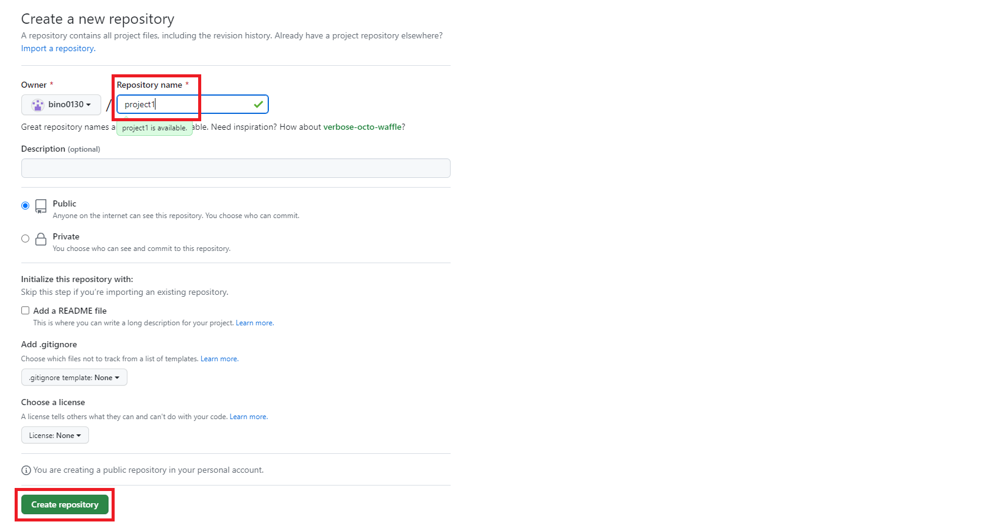 Create a new repository
A repository contains all project files, including the revision history. Already have a project repository elsewhere?
Import a repository.
Owner *
Repository name *
bino0130
/
project1
Great repository names a
project1 is available.
able. Need inspiration? How about verbose-octo-waffle?
Description (optional)
Public
Anyone on the internet can see this repository. You choose who can commit.
Private
You choose who can see and commit to this repository.
Initialize this repository with:
Skip this step if you're importing an existing repository.
Add a README file
This is where you can write a long description for your project. Learn more.
Add .gitignore
Choose which files not to track from a list of templates. Learn more.
.gitignore template: None
Choose a license
A license tells others what they can and can't do with your code. Learn more.
License: None
You are creating a public repository in your personal account.
Create repository